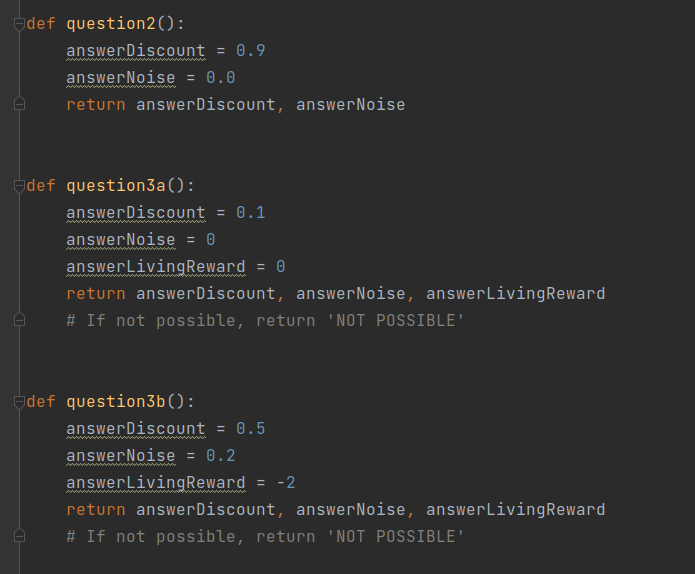 def question2():
    answerDiscount = 0.9
    answerNoise = 0.0
    return answerDiscount, answerNoise
def question3a():
    answerDiscount = 0.1
    answerNoise = 0
    answerLivingReward = 0
    return answerDiscount, answerNoise, answerLivingReward
    # If not possible, return 'NOT POSSIBLE'
def question3b():
    answerDiscount = 0.5
    answerNoise = 0.2
    answerLivingReward = -2
    return answerDiscount, answerNoise, answerLivingReward
    # If not possible, return 'NOT POSSIBLE'